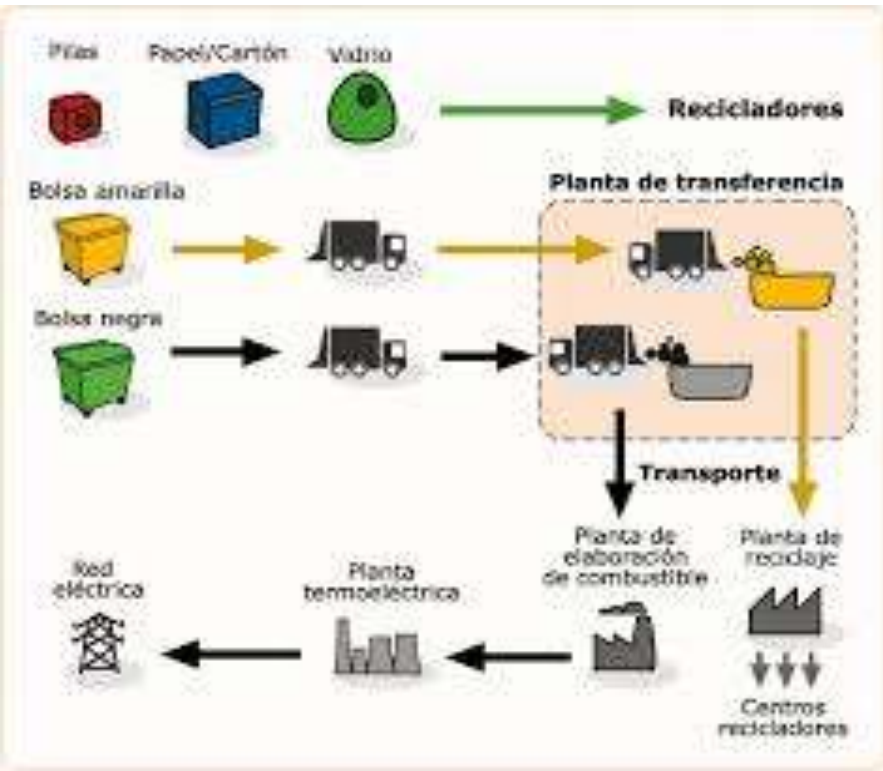 Pilas
Papel/Cartón
Vidrio
Recicladores
Bolsa amarilla
Planta de transferencia
Bolsa negra
Transporte
Planta de
elaboración
de combustible
Planta de
reciclaje
Red
eléctrica
Planta
termoeléctrica
Centros
recicladores